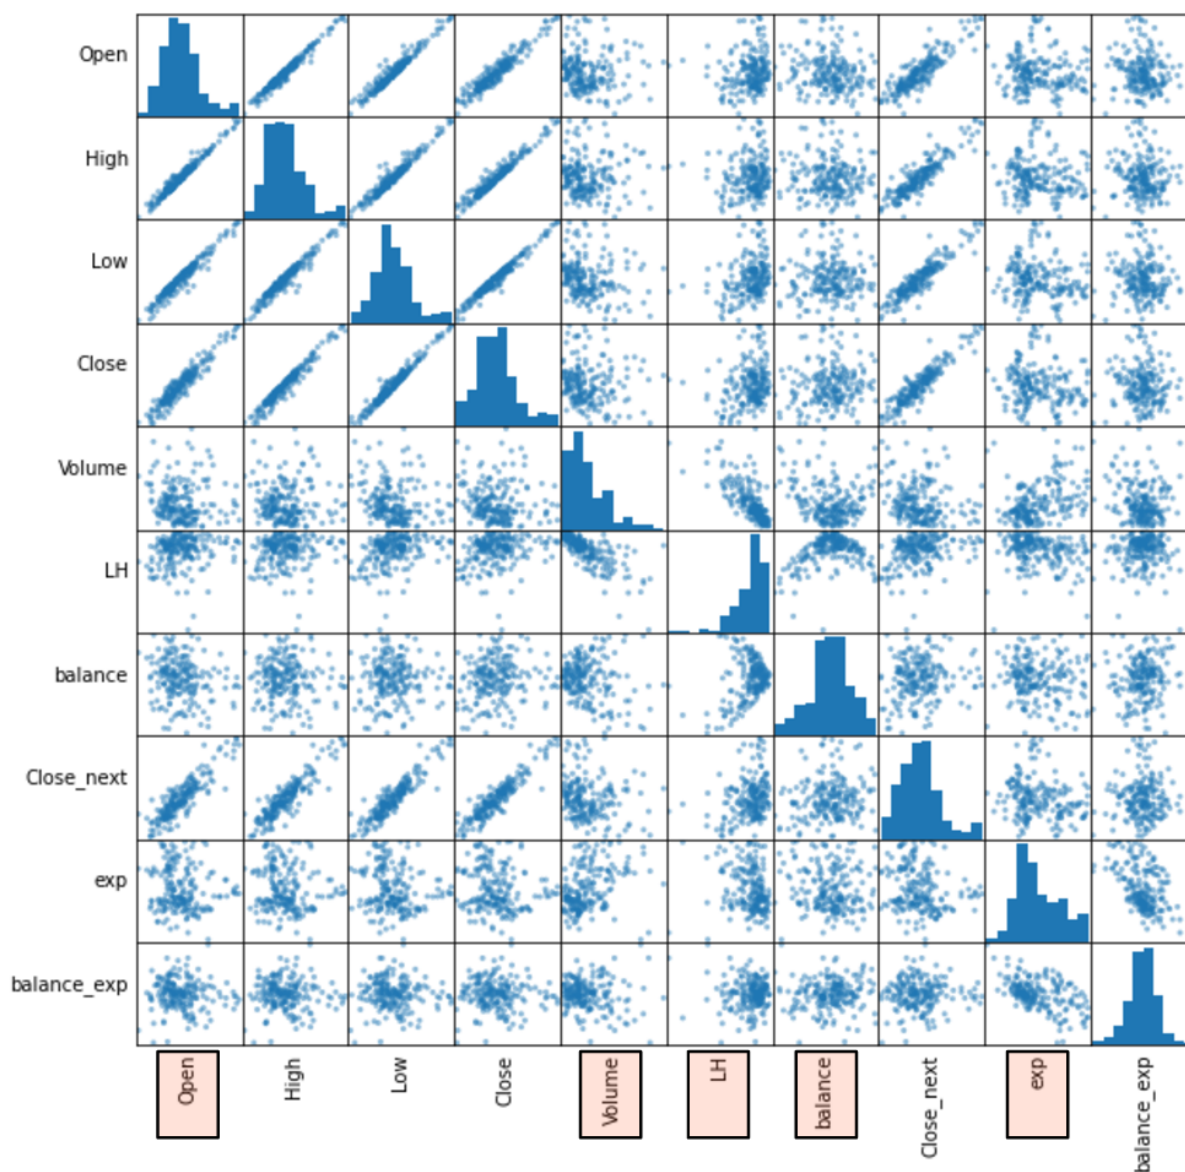 Open
High
Low
Close
Volume
LH
balance
Close_next
exp
balance_exp
Open
High
Low
Close
Volume
LH
balance
Close_next
exp
balance_exp